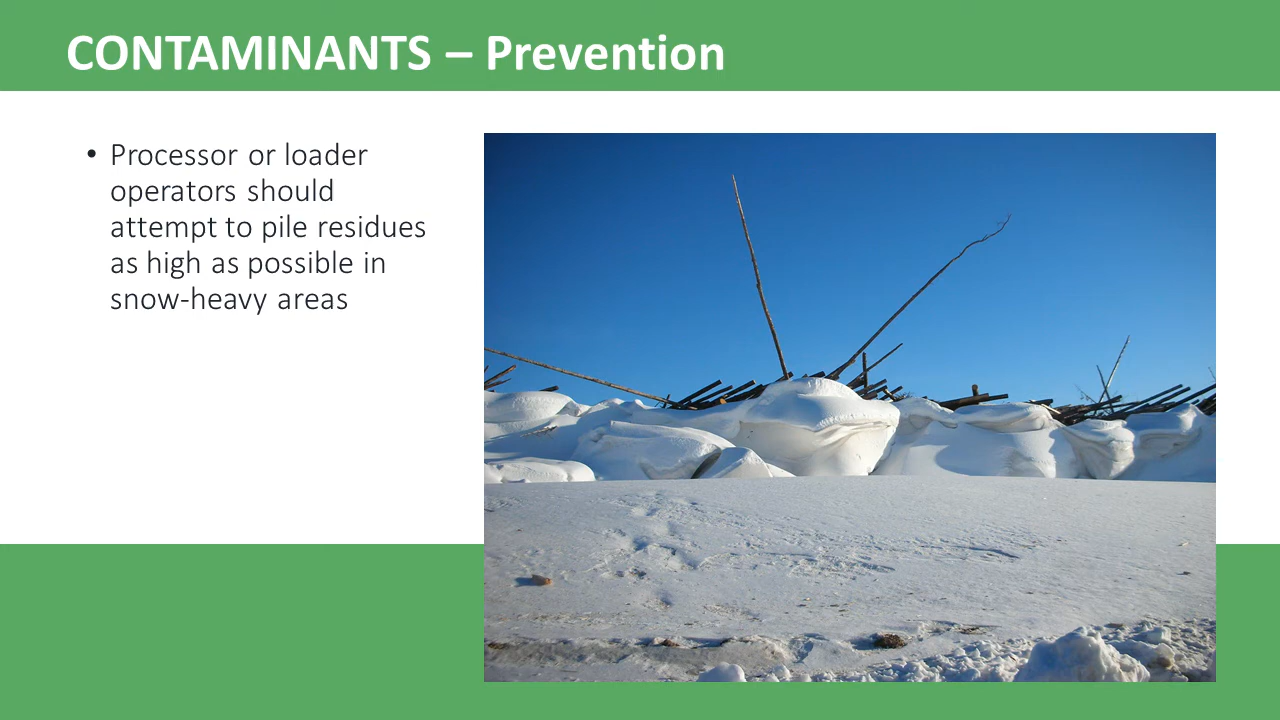 CONTAMINANTS – Prevention
• Processor or loader
operators should
attempt to pile residues
as high as possible in
snow-heavy areas